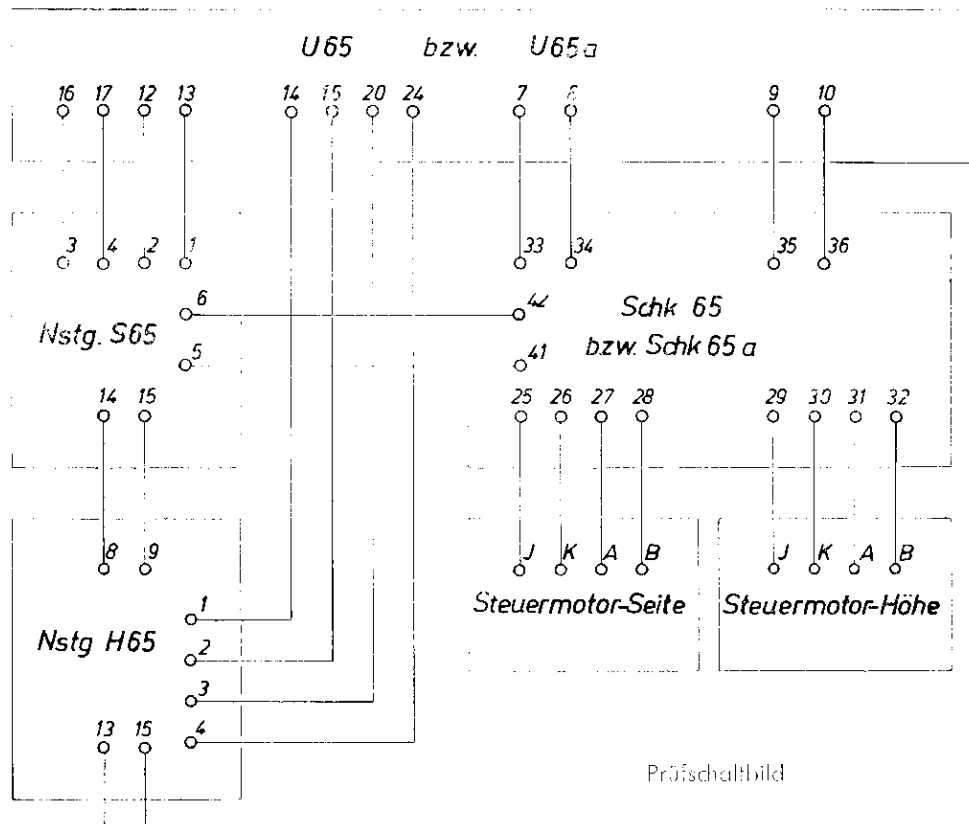 U65 bzw. U65a
16 17 12 13 14 15 20 24 7 8 9 10
3 4 2 1 33 34 35 36
6 42 Schk 65
Nstg. S65 bzw. Schk 65 a
5 41
14 15 25 26 27 28 29 30 31 32
8 9 J K A B J K A B
Steuermotor-Seite Steuermotor-Höhe
1
Nstg H65
2
3
13 15 4
Prüfschaltbild